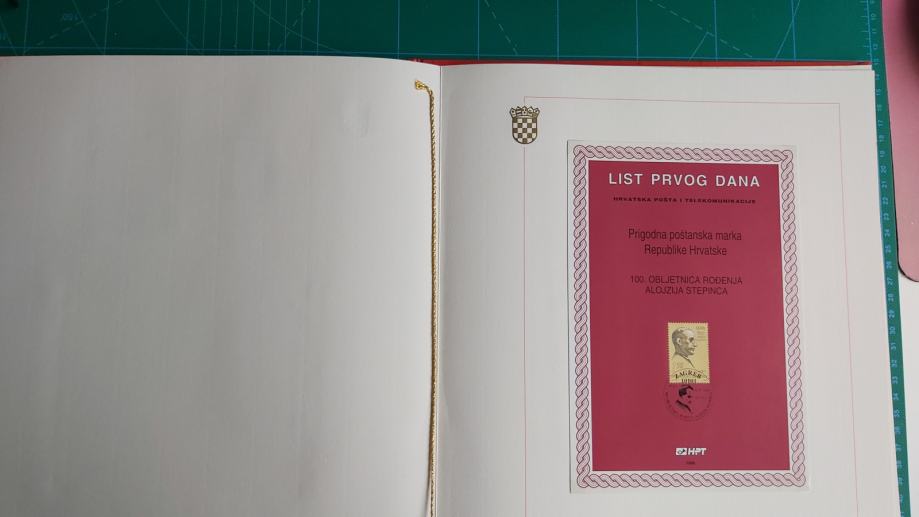 LIST PRVOG DANA
HRVATSKA POŠTA I TELEKOMUNIKACIJE
Prigodna poštanska marka
Republike Hrvatske
100. OBLJETNICA ROĐENJA
ALOJZIJA STEPINCA
ZAGREB
HPT